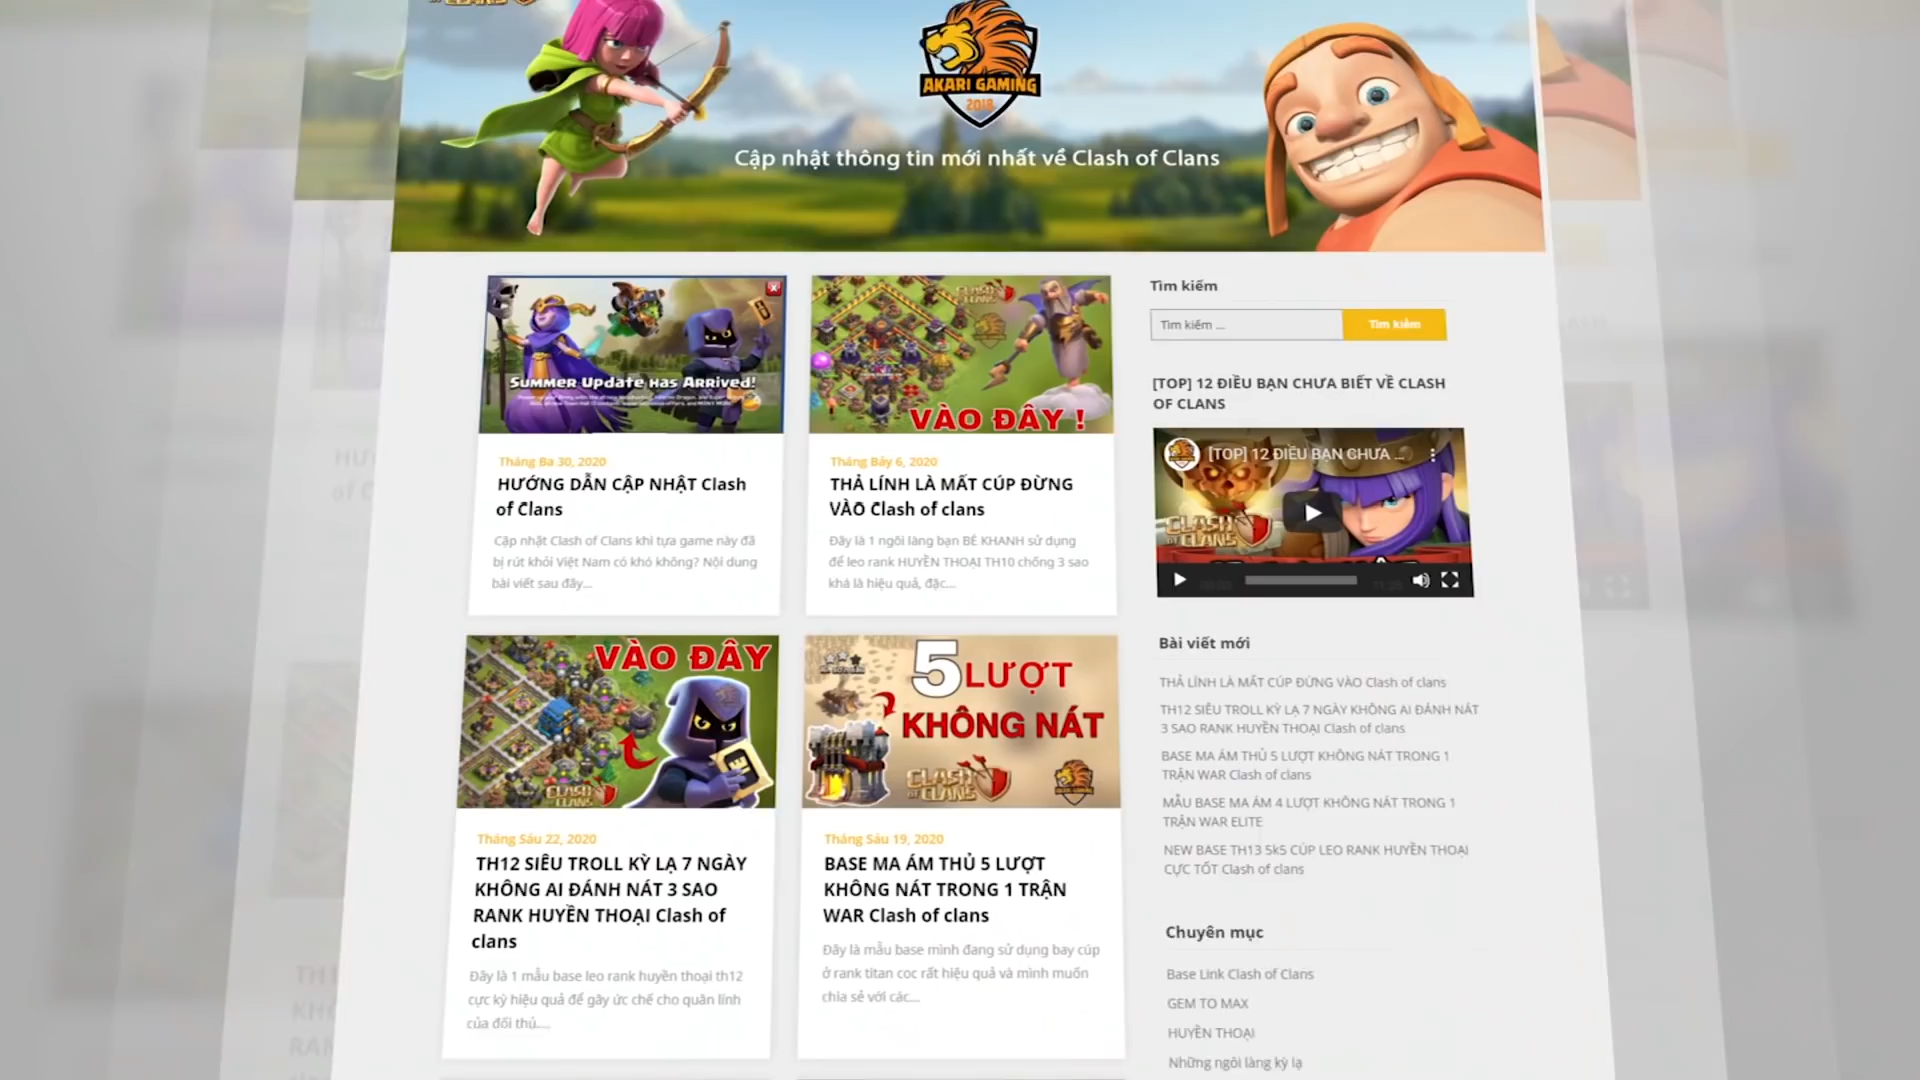 AKARI GAMING
2018
Cập nhật thông tin mới nhất về Clash of Clans
SUMMER UPDATE HAS ARRIVED!
Tháng Ba 30, 2020
HƯỚNG DẪN CẬP NHẬT Clash
of Clans
Cập nhật Clash of Clans khi tựa game này đã
bị rút khỏi Việt Nam có khó không? Nội dung
bài viết sau đây...
VÀO ĐÂY !
Tháng Bảy 6, 2020
THẢ LÍNH LÀ MẤT CÚP ĐỪNG
VÀO Clash of clans
Đây là 1 ngôi làng bạn BÉ KHANH sử dụng
để leo rank HUYỀN THOẠI TH10 chống 3 sao
khá là hiệu quả, đặc...
VÀO ĐÂY
CLASH OF CLANS
Tháng Sáu 22, 2020
TH12 SIÊU TROLL KỲ LẠ 7 NGÀY
KHÔNG AI ĐÁNH NÁT 3 SAO
RANK HUYỀN THOẠI Clash of
clans
Đây là 1 mẫu base leo rank huyền thoại th12
cực kỳ hiệu quả để gây ức chế cho quân lính
của đối thủ....
5 LƯỢT
KHÔNG NÁT
CLASH OF CLANS
Tháng Sáu 19, 2020
BASE MA ÁM THỦ 5 LƯỢT
KHÔNG NÁT TRONG 1 TRẬN
WAR Clash of clans
Đây là mẫu base mình đang sử dụng bay cúp
ở rank titan coc rất hiệu quả và mình muốn
chia sẻ với các...
Tìm kiếm
Tìm kiếm ...
Tìm kiếm
[TOP] 12 ĐIỀU BẠN CHƯA BIẾT VỀ CLASH
OF CLANS
[TOP] 12 ĐIỀU BẠN CHƯA ...
CLASH OF CLANS
Bài viết mới
THẢ LÍNH LÀ MẤT CÚP ĐỪNG VÀO Clash of clans
TH12 SIÊU TROLL KỲ LẠ 7 NGÀY KHÔNG AI ĐÁNH NÁT
3 SAO RANK HUYỀN THOẠI Clash of clans
BASE MA ÁM THỦ 5 LƯỢT KHÔNG NÁT TRONG 1
TRẬN WAR Clash of clans
MẪU BASE MA ÁM 4 LƯỢT KHÔNG NÁT TRONG 1
TRẬN WAR ELITE
NEW BASE TH13 5k5 CÚP LEO RANK HUYỀN THOẠI
CỰC TỐT Clash of clans
Chuyên mục
Base Link Clash of Clans
GEM TO MAX
HUYỀN THOẠI
Những ngôi làng kỳ lạ